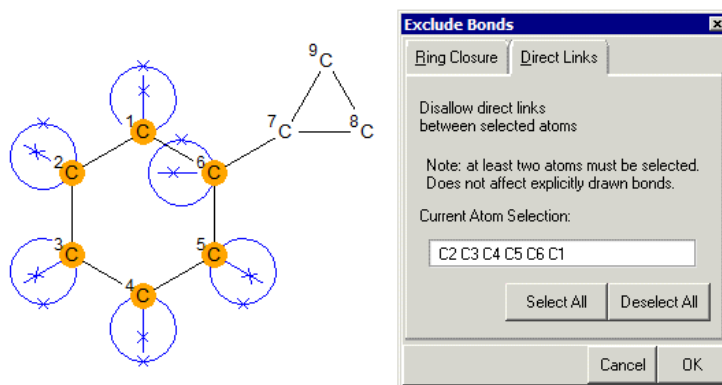 9 C
7 C
8 C
1 C
2 C
6 C
3 C
5 C
4 C
Exclude Bonds
Ring Closure
Direct Links
Disallow direct links
between selected atoms
Note: at least two atoms must be selected.
Does not affect explicitly drawn bonds.
Current Atom Selection:
C2 C3 C4 C5 C6 C1
Select All
Deselect All
Cancel
OK